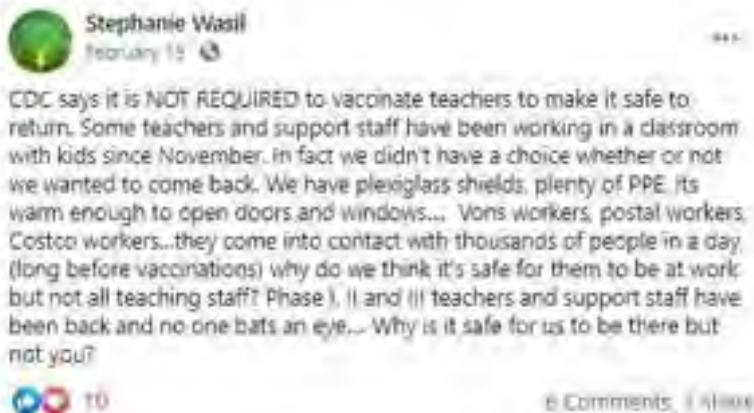 Stephanie Wasil
February 15
CDC says it is NOT REQUIRED to vaccinate teachers to make it safe to
return. Some teachers and support staff have been working in a classroom
with kids since November. In fact we didn't have a choice whether or not
we wanted to come back. We have plexiglass shields, plenty of PPE. Its
warm enough to open doors and windows... Vons workers, postal workers,
Costco workers...they come into contact with thousands of people in a day
(long before vaccinations) why do we think it's safe for them to be at work
but not all teaching staff? Phase I, II and III teachers and support staff have
been back and no one bats an eye... Why is it safe for us to be there but
not you?
10
6 Comments 1 Share